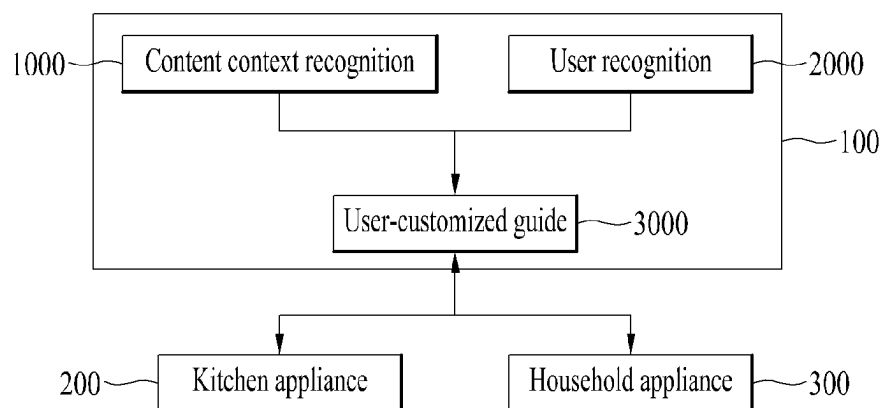 1000 Content context recognition User recognition 2000
100
User-customized guide 3000
200 Kitchen appliance Household appliance 300